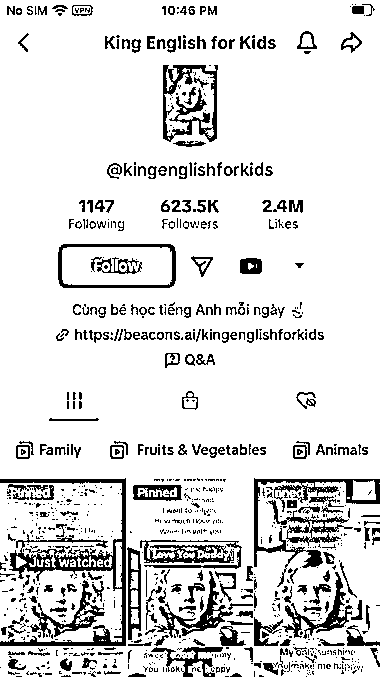 No SIM VPN 10:46 PM
King English for Kids
@kingenglishforkids
1147 623.5K 2.4M
Following Followers Likes
Follow
Cùng bé học tiếng Anh mỗi ngày
https://beacons.ai/kingenglishforkids
Q&A
Family Fruits & Vegetables Animals
Pinned Pinned Pinned
I want to
How much I love you
When I'm with you
I Love You Daddy
Just watched
My only sunshine
You make me happy
You make me happy